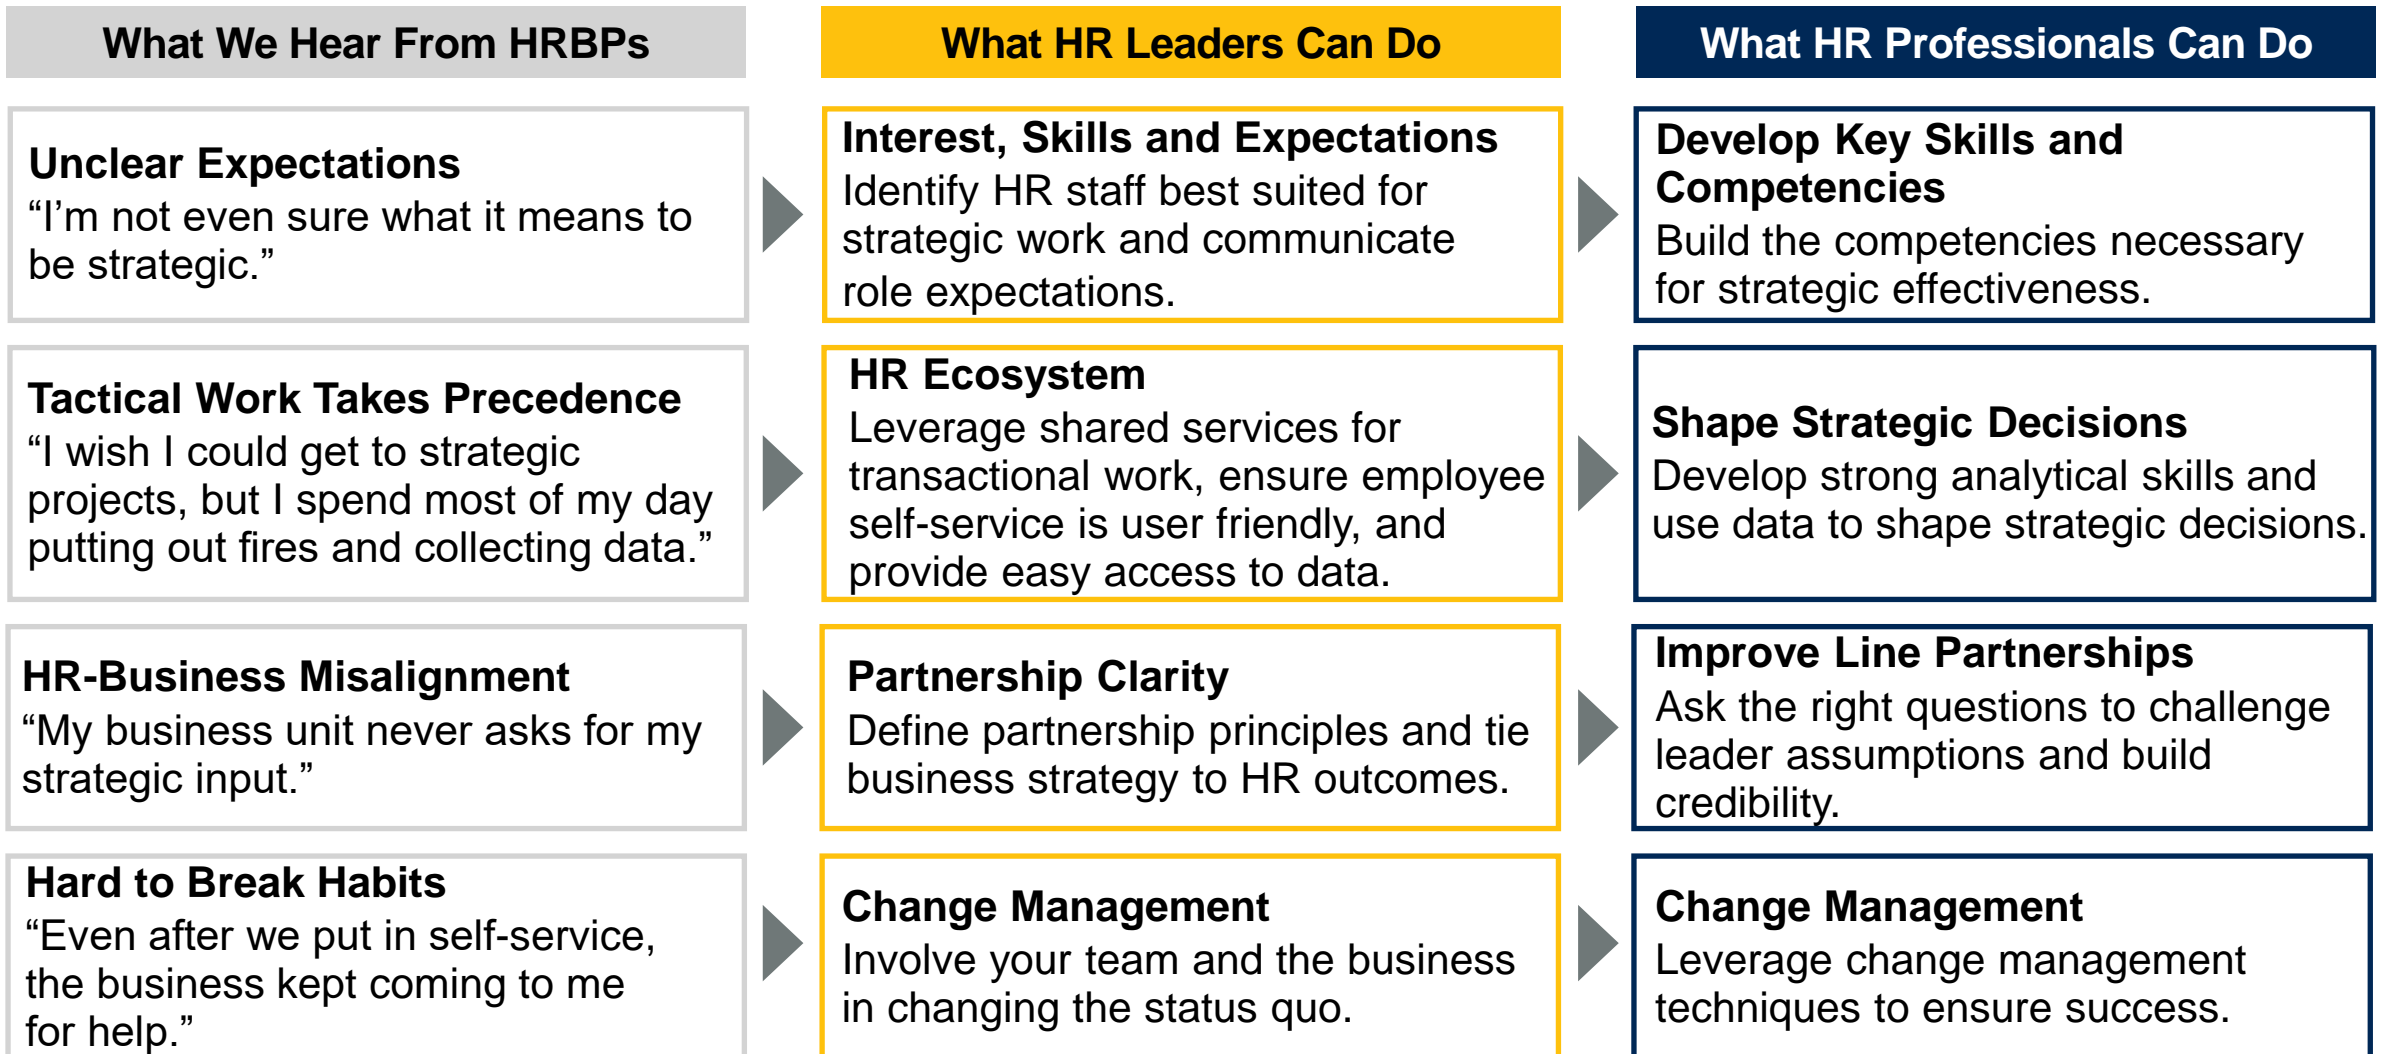 What We Hear From HRBPs
What HR Leaders Can Do
What HR Professionals Can Do
Unclear Expectations
“I’m not even sure what it means to
be strategic.”
Interest, Skills and Expectations
Identify HR staff best suited for
strategic work and communicate
role expectations.
Develop Key Skills and
Competencies
Build the competencies necessary
for strategic effectiveness.
Tactical Work Takes Precedence
“I wish I could get to strategic
projects, but I spend most of my day
putting out fires and collecting data.”
HR Ecosystem
Leverage shared services for
transactional work, ensure employee
self-service is user friendly, and
provide easy access to data.
Shape Strategic Decisions
Develop strong analytical skills and
use data to shape strategic decisions.
HR-Business Misalignment
“My business unit never asks for my
strategic input.”
Partnership Clarity
Define partnership principles and tie
business strategy to HR outcomes.
Improve Line Partnerships
Ask the right questions to challenge
leader assumptions and build
credibility.
Hard to Break Habits
“Even after we put in self-service,
the business kept coming to me
for help.”
Change Management
Involve your team and the business
in changing the status quo.
Change Management
Leverage change management
techniques to ensure success.